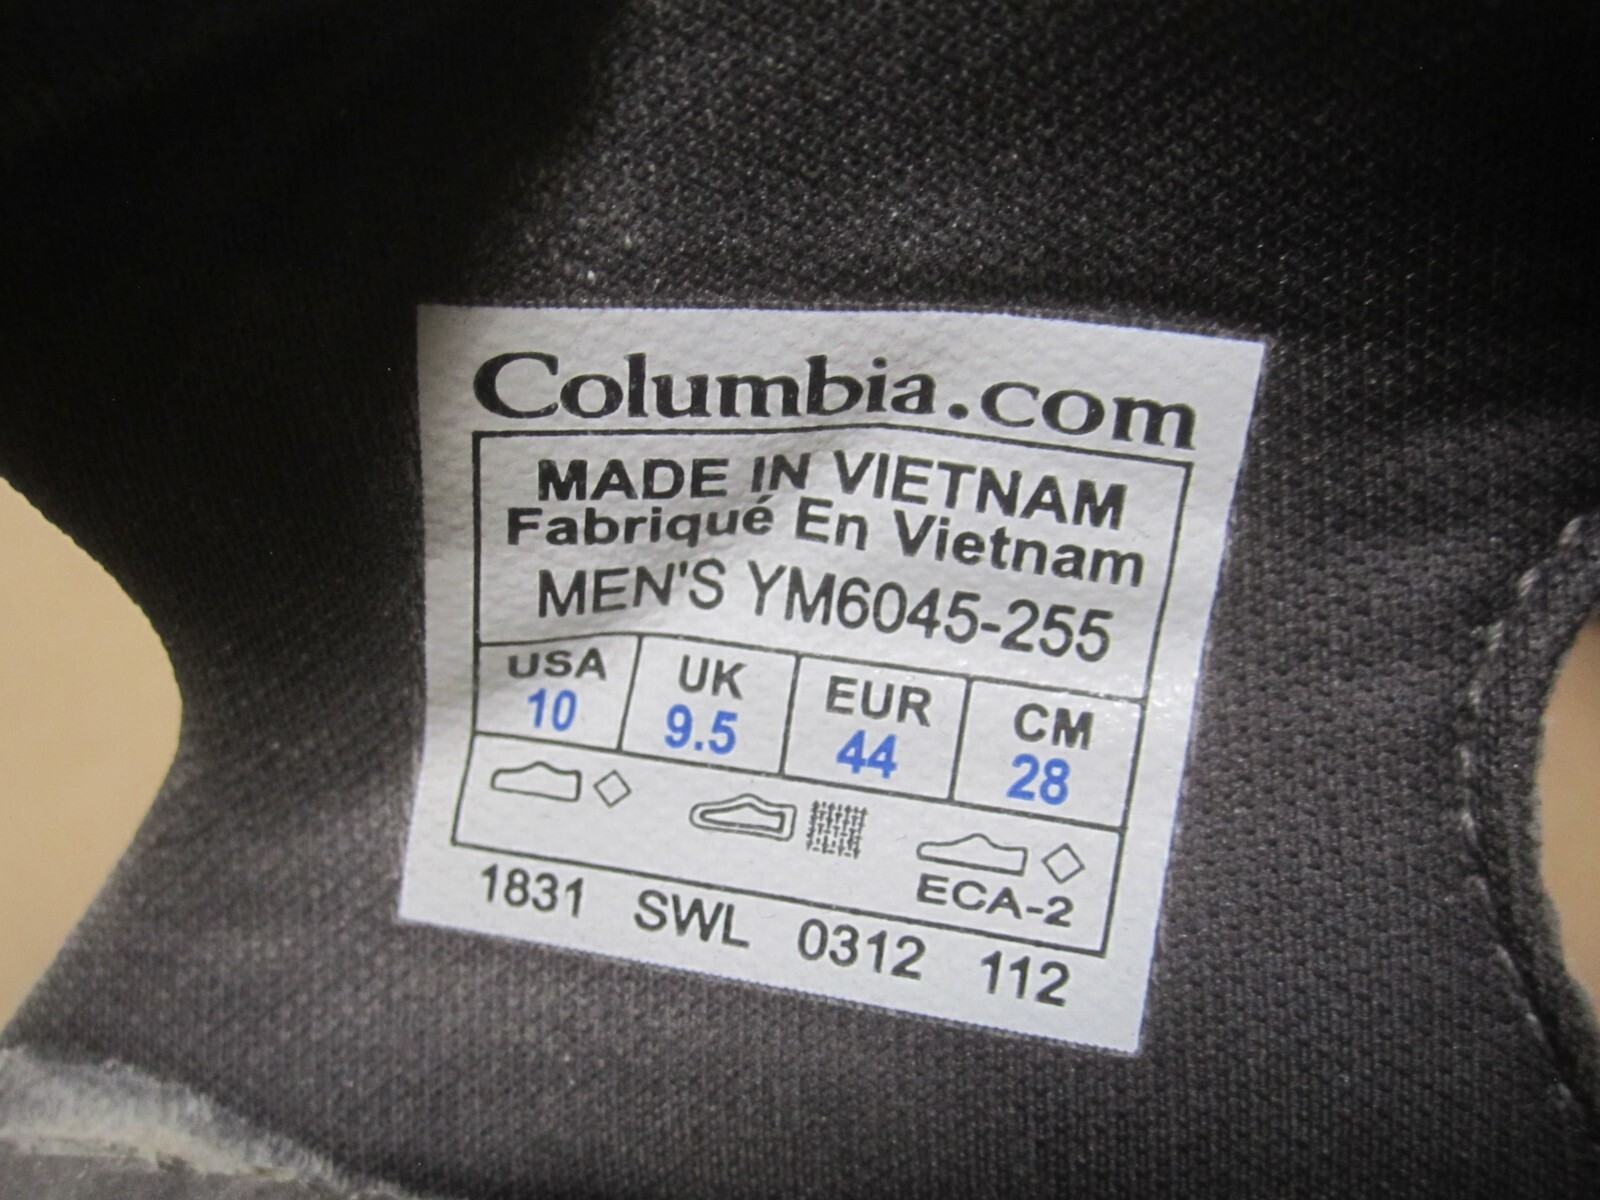 Columbia.com
MADE IN VIETNAM
Fabriqué En Vietnam
MEN'S YM6045-255
USA UK EUR CM
10 9.5 44 28
ECA-2
1831 SWL 0312 112